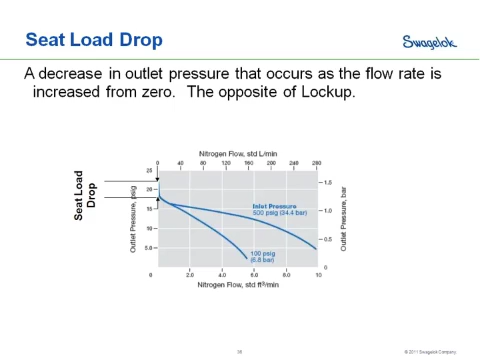 Seat Load Drop
Swagelok
A decrease in outlet pressure that occurs as the flow rate is
increased from zero. The opposite of Lockup.
Nitrogen Flow, std L/min
0 40 80 120 160 200 240 280
Seat Load
Drop
Outlet Pressure, psig
25
20
15
10
5.0
0
Inlet Pressure
500 psig (34.4 bar)
100 psig
(6.8 bar)
1.5
1.0
0.5
0
Outlet Pressure, bar
2.0 4.0 6.0 8.0 10
Nitrogen Flow, std ft³/min
© 2011 Swagelok Company